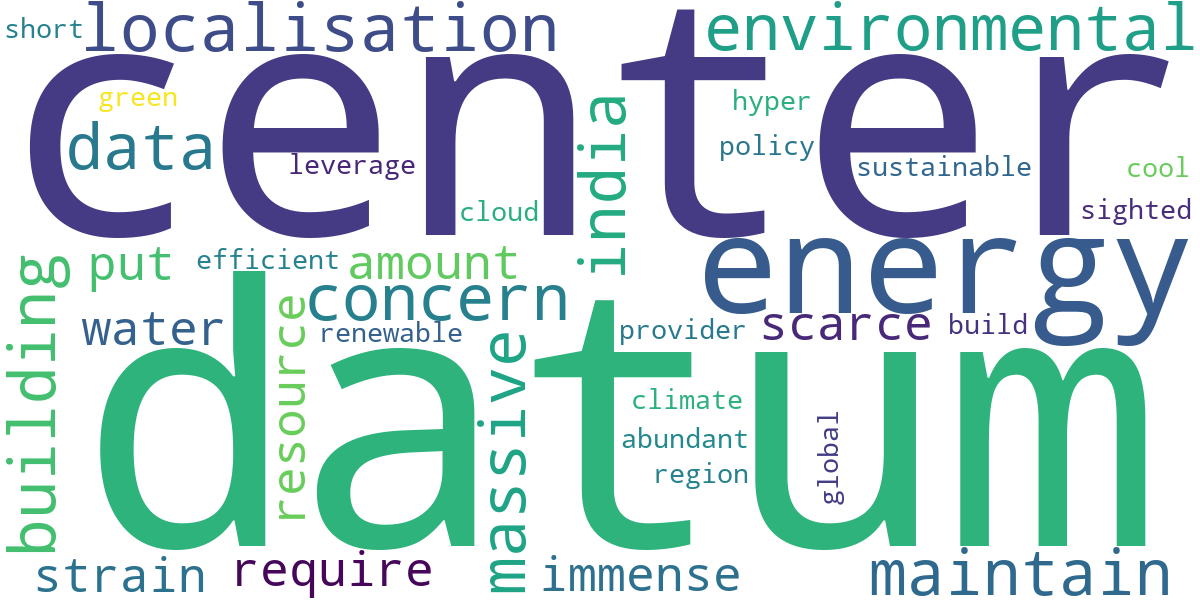 short
localisation
environmental
center
green
data
leverage
cloud
india
hyper
policy
sustainable
cool
sighted
put
efficient
amount
energy
building
concern
water
renewable
resource
massive
provider
scarce
build
datum
climate
abundant
region
global
strain
require
immense
maintain